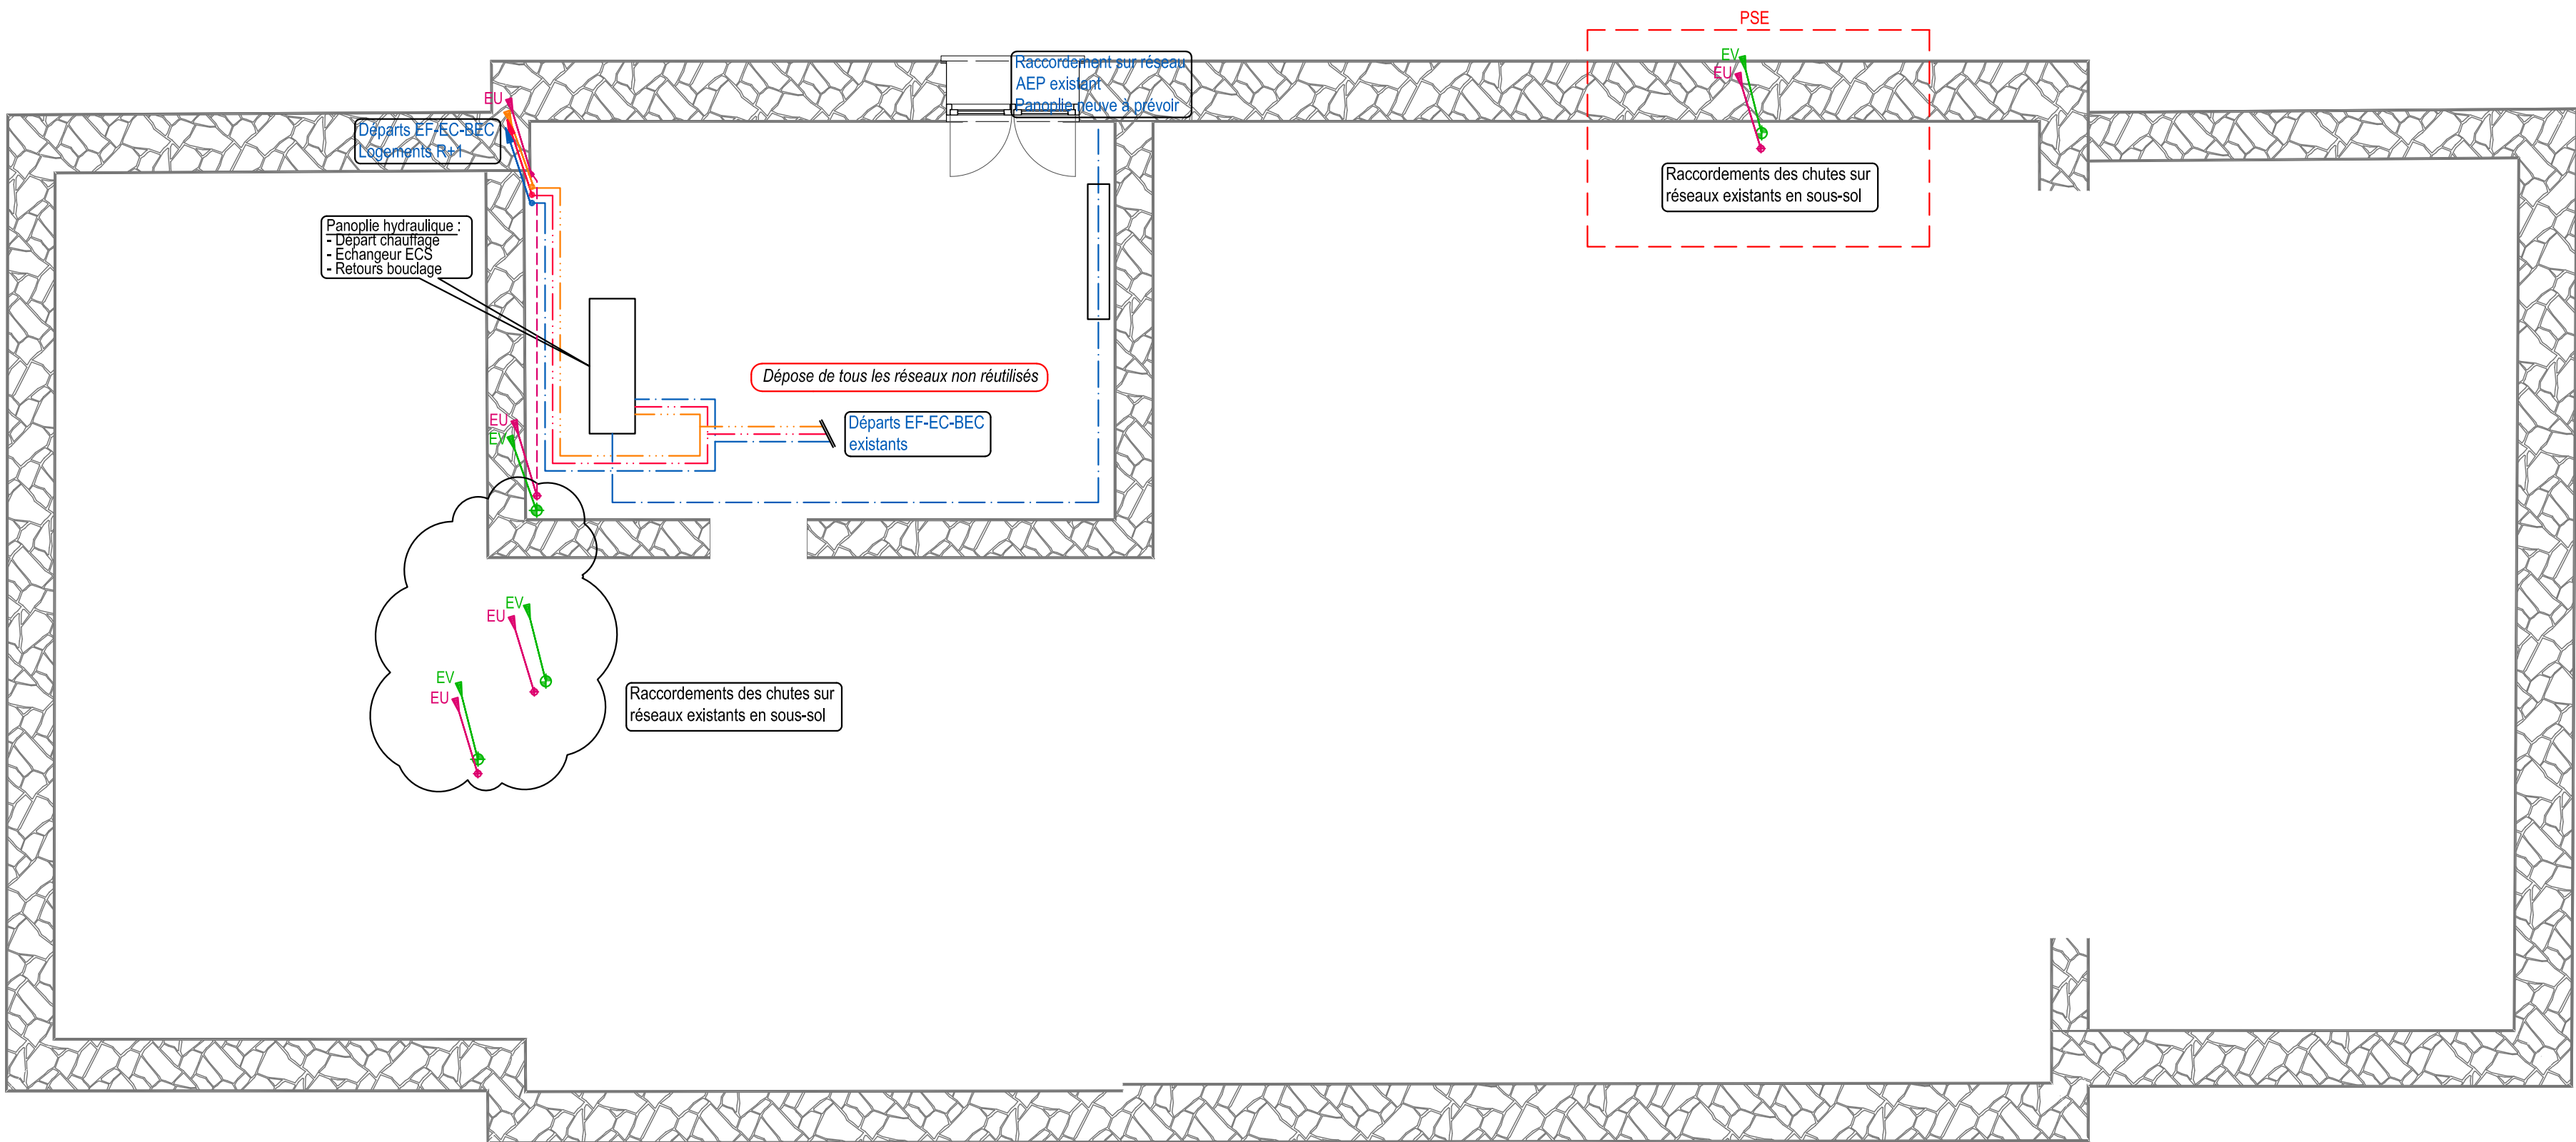 PSE
EV
EU
Raccordement sur réseau
AEP existant
Panoplie neuve à prévoir
EU
Départs EF-EC-BEC
Logements R+1
Raccordements des chutes sur
réseaux existants en sous-sol
Panoplie hydraulique :
- Départ chauffage
- Echangeur ECS
- Retours bouclage
Dépose de tous les réseaux non réutilisés
Départs EF-EC-BEC
existants
EU
EV
EV
EU
EV
EU
Raccordements des chutes sur
réseaux existants en sous-sol